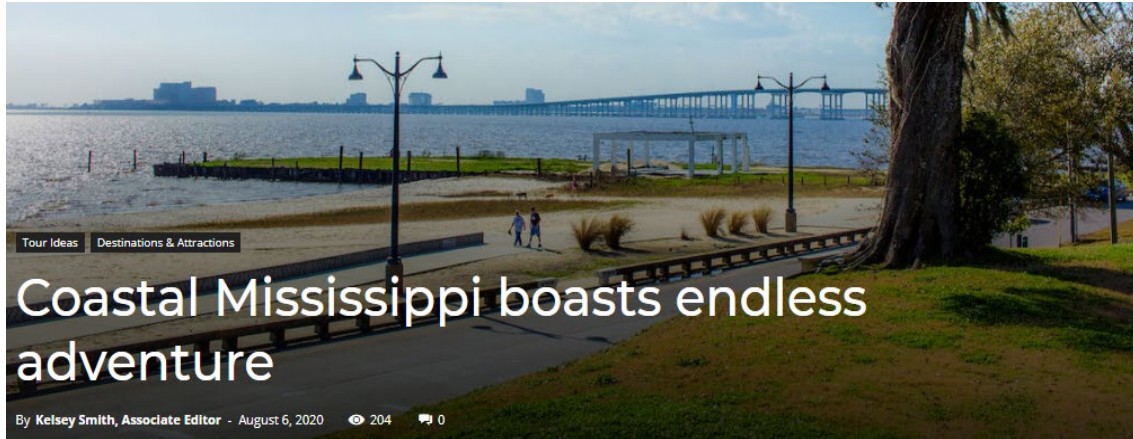 Tour Ideas Destinations & Attractions
Coastal Mississippi boasts endless
adventure
By Kelsey Smith, Associate Editor - August 6, 2020 204 0